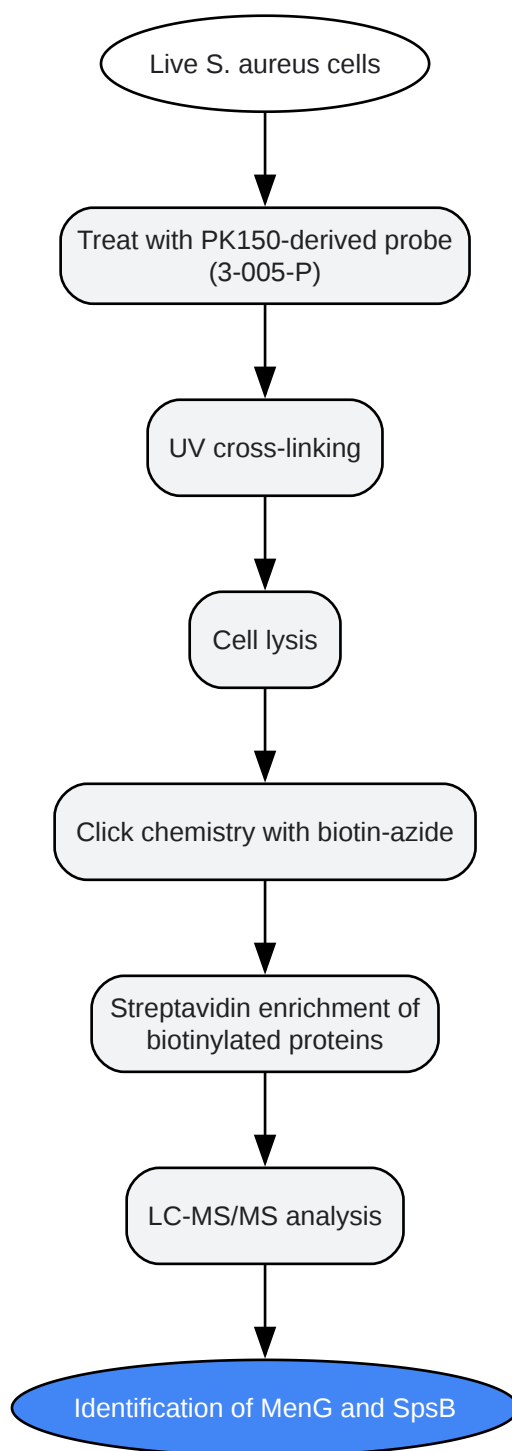 Live S. aureus cells
Treat with PK150-derived probe
(3-005-P)
UV cross-linking
Cell lysis
Click chemistry with biotin-azide
Streptavidin enrichment of
biotinylated proteins
LC-MS/MS analysis
Identification of MenG and SpsB